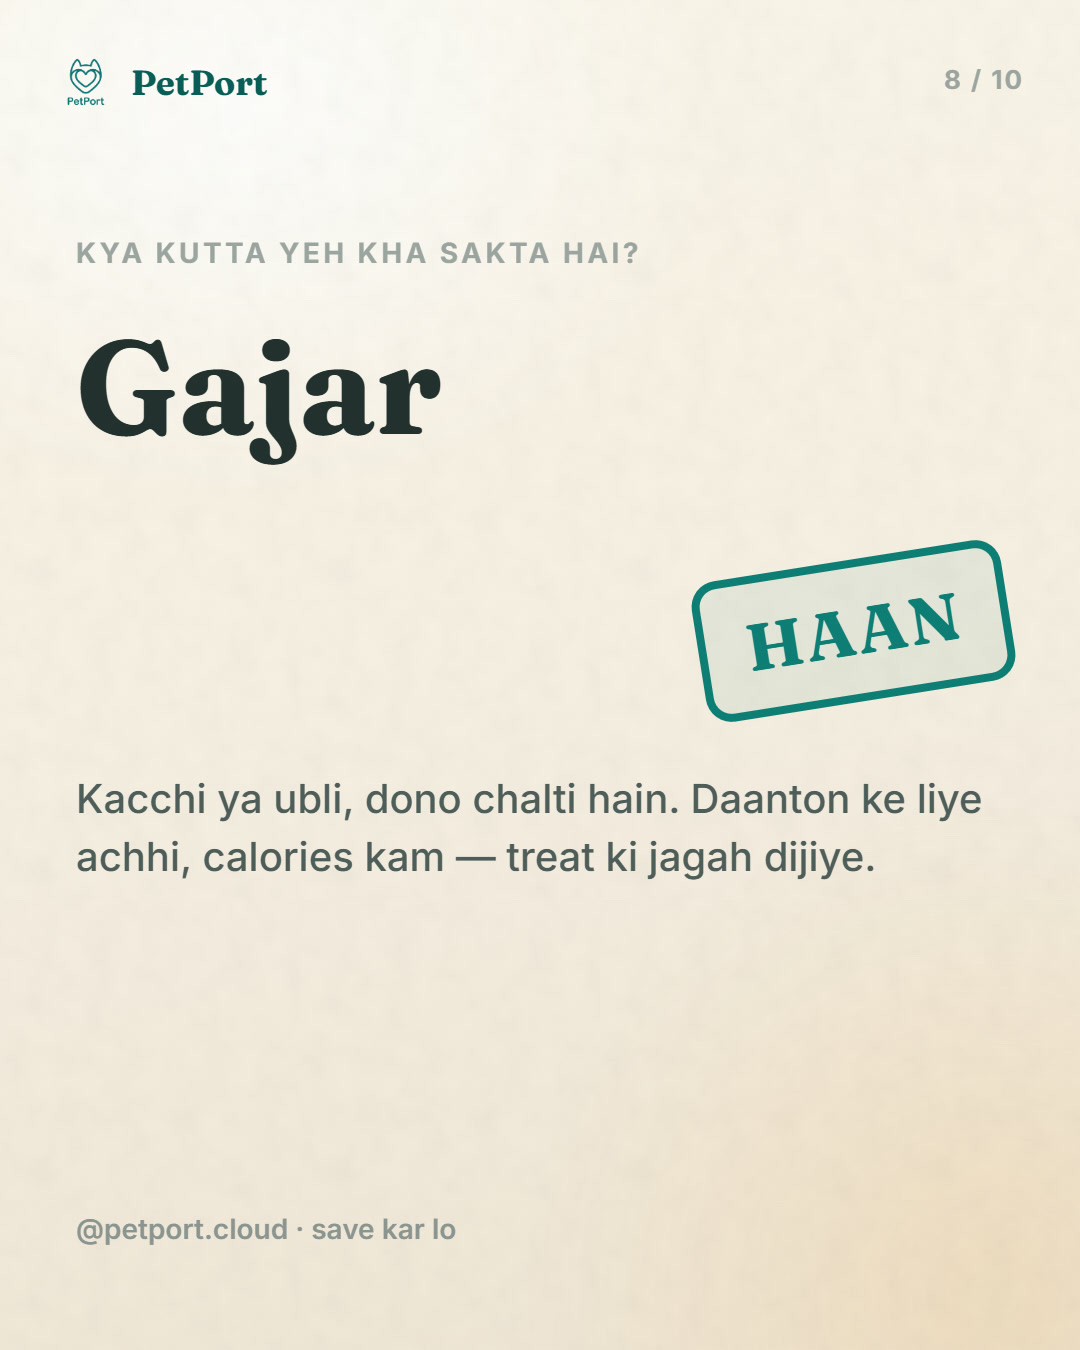 PetPort
PetPort
8 / 10
KYA KUTTA YEH KHA SAKTA HAI?
Gajar
HAAN
Kacchi ya ubli, dono chalti hain. Daanton ke liye
achhi, calories kam — treat ki jagah dijiye.
@petport.cloud · save kar lo